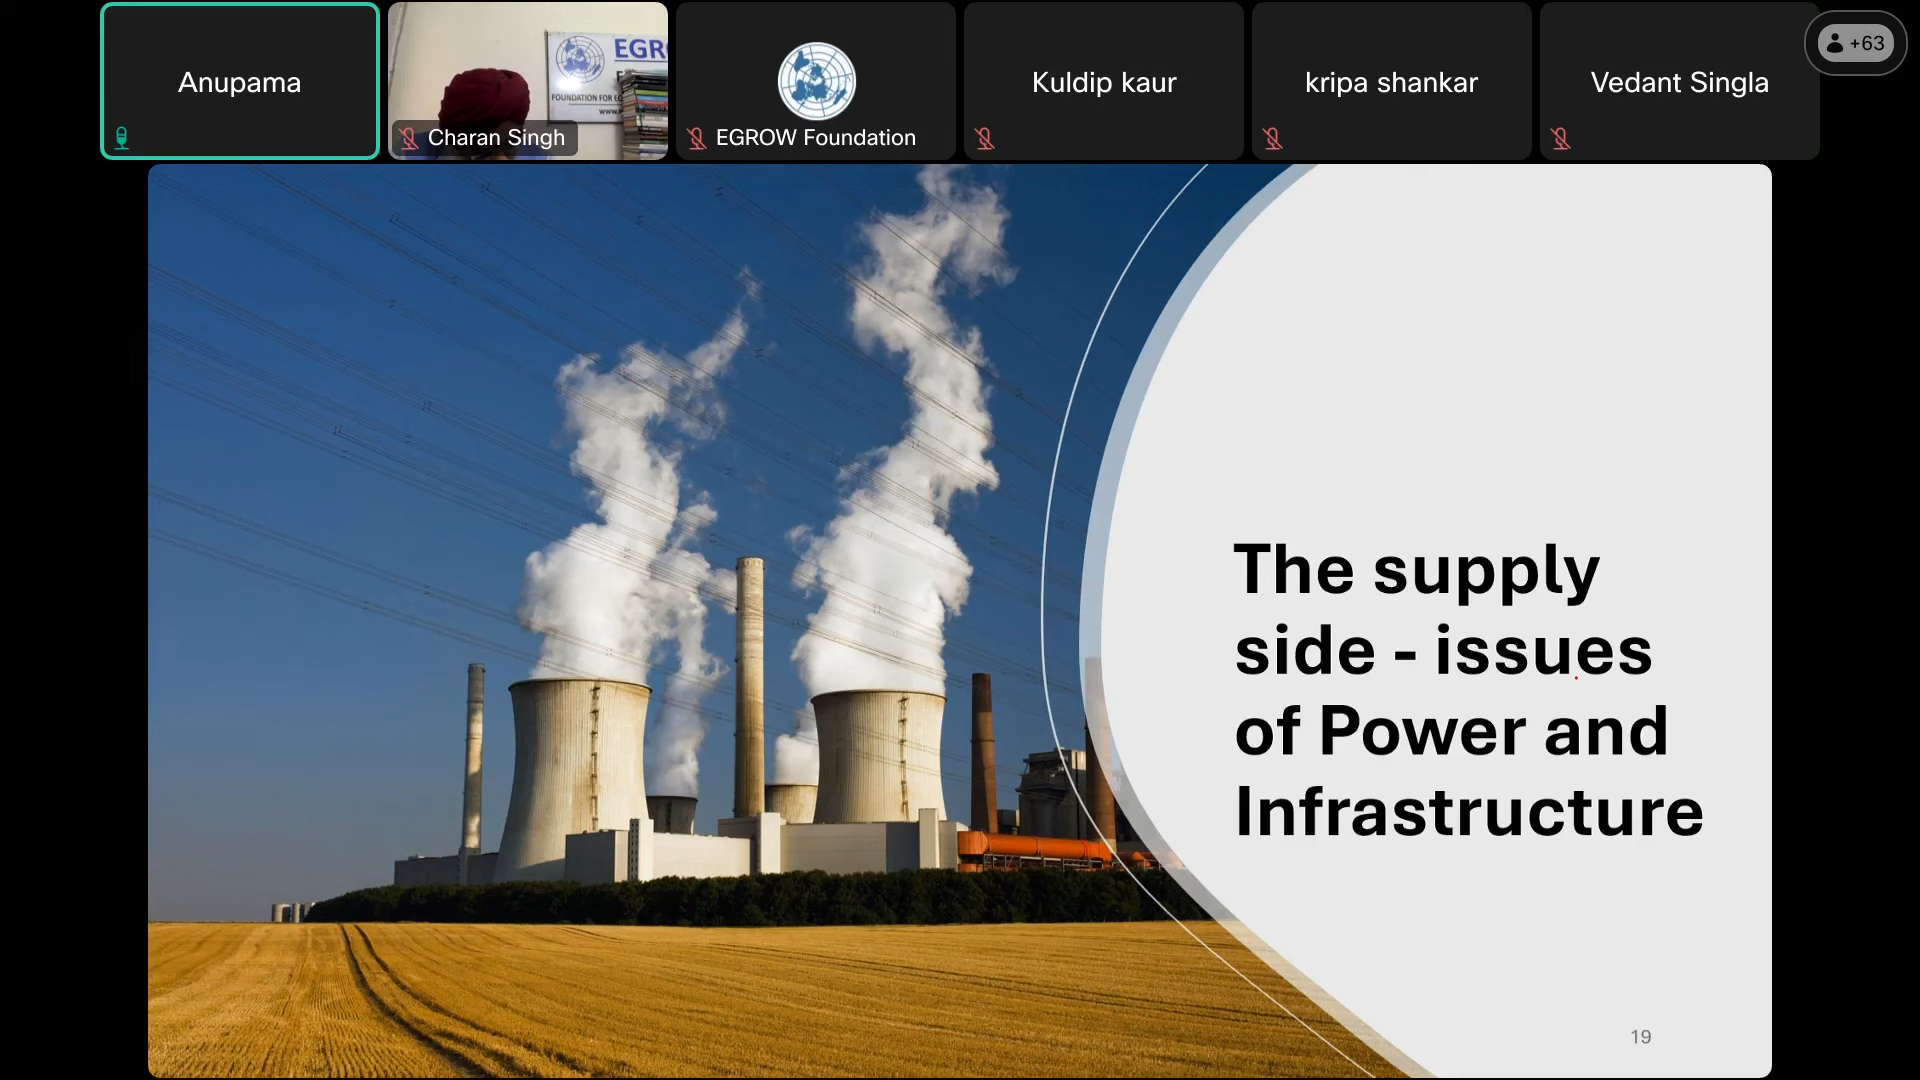 Anupama
EGR
FOUNDATION FOR EC
Charan Singh
EGROW Foundation
Kuldip kaur
kripa shankar
Vedant Singla
+63
The supply
side - issues
of Power and
Infrastructure
19